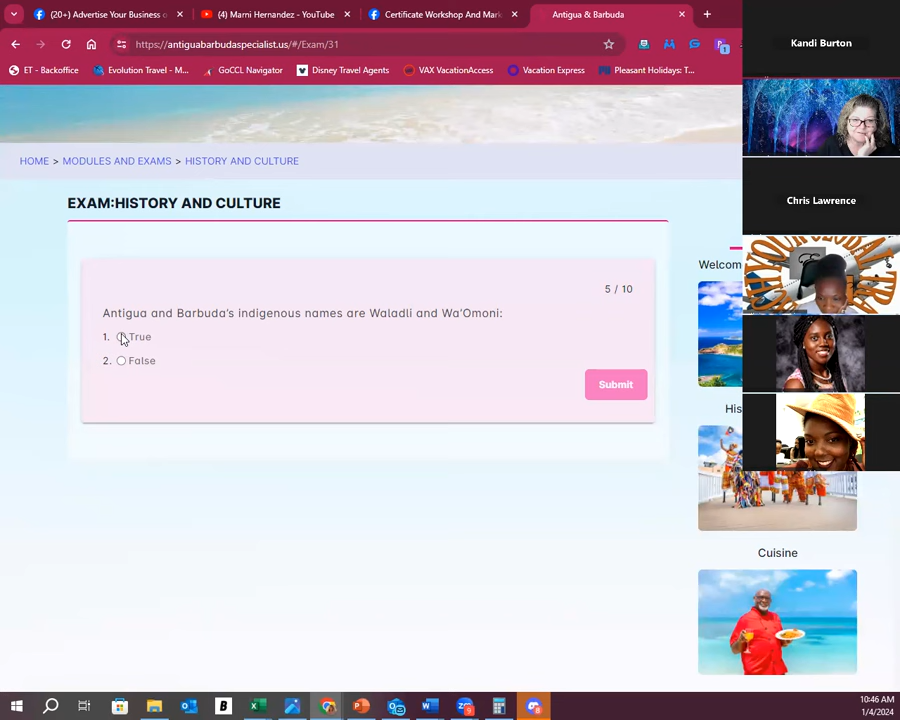 (20+) Advertise Your Business o
(4) Marni Hernandez - YouTube
Certificate Workshop And Mark
Antigua & Barbuda
https://antiguabarbudaspecialist.us/#/Exam/31
ET - Backoffice
Evolution Travel - M...
GoCCL Navigator
Disney Travel Agents
VAX VacationAccess
Vacation Express
Pleasant Holidays: T...
Kandi Burton
Chris Lawrence
HOME > MODULES AND EXAMS > HISTORY AND CULTURE
EXAM:HISTORY AND CULTURE
5 / 10
Antigua and Barbuda's indigenous names are Waladli and Wa'Omoni:
1. True
2. False
Submit
Welcom
His
Cuisine
10:46 AM
1/4/2024